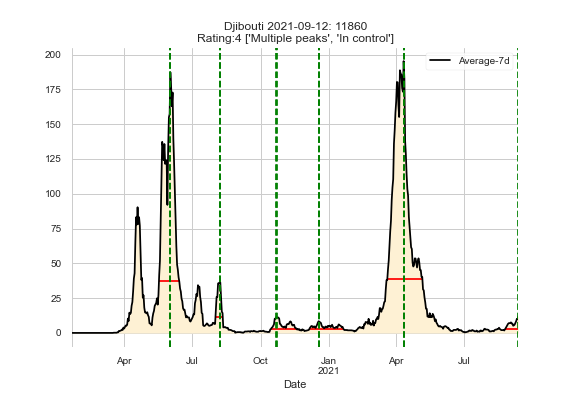 Djibouti 2021-09-12: 11860
Rating:4 ['Multiple peaks', 'In control']
Average-7d
200
175
150
125
100
75
50
25
0
Apr
Jul
Oct
Jan
2021
Apr
Jul
Date